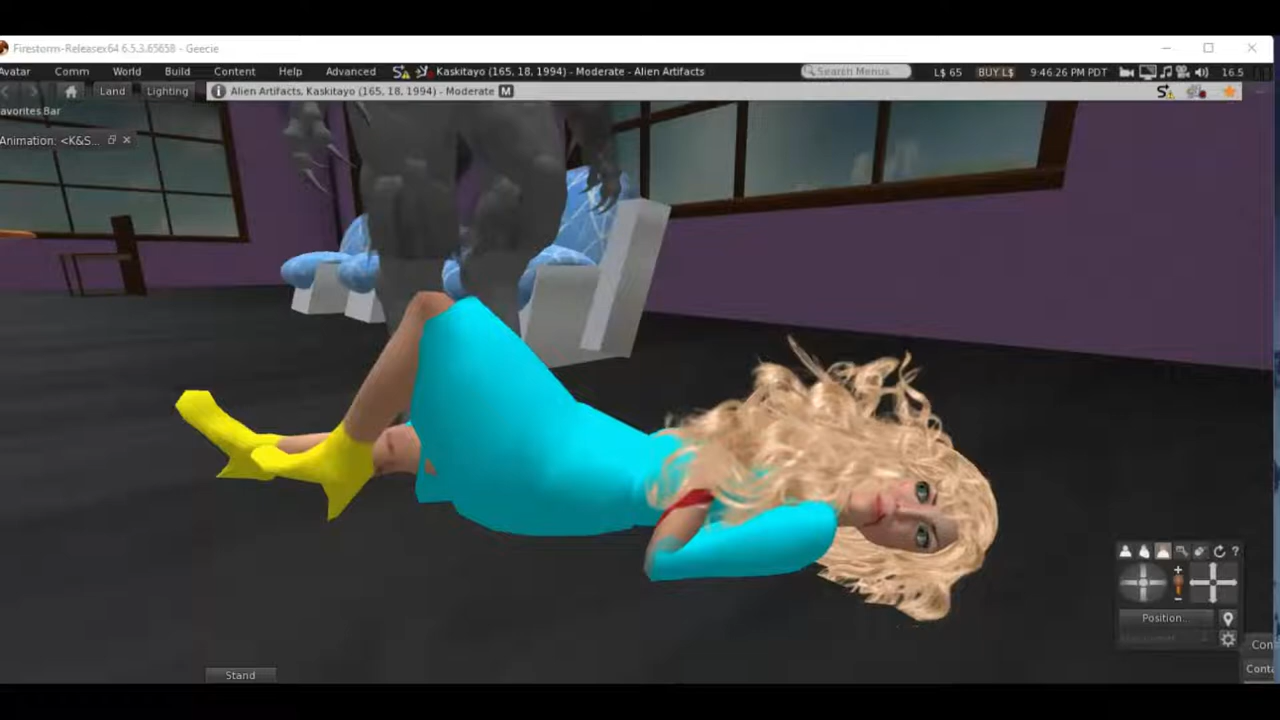 Firestorm-Releasex64 6.5.3.65658 - Geecie
Avatar Comm World Build Content Help Advanced Kaskitayo (165, 18, 1994) - Moderate - Alien Artifacts Search Menus L$ 65 BUY L$ 9:46:26 PM PDT 16.5
Land Lighting Alien Artifacts, Kaskitayo (165, 18, 1994) - Moderate M
avorites Bar
Animation: <K&S...
Position...
Con
Conta
Stand